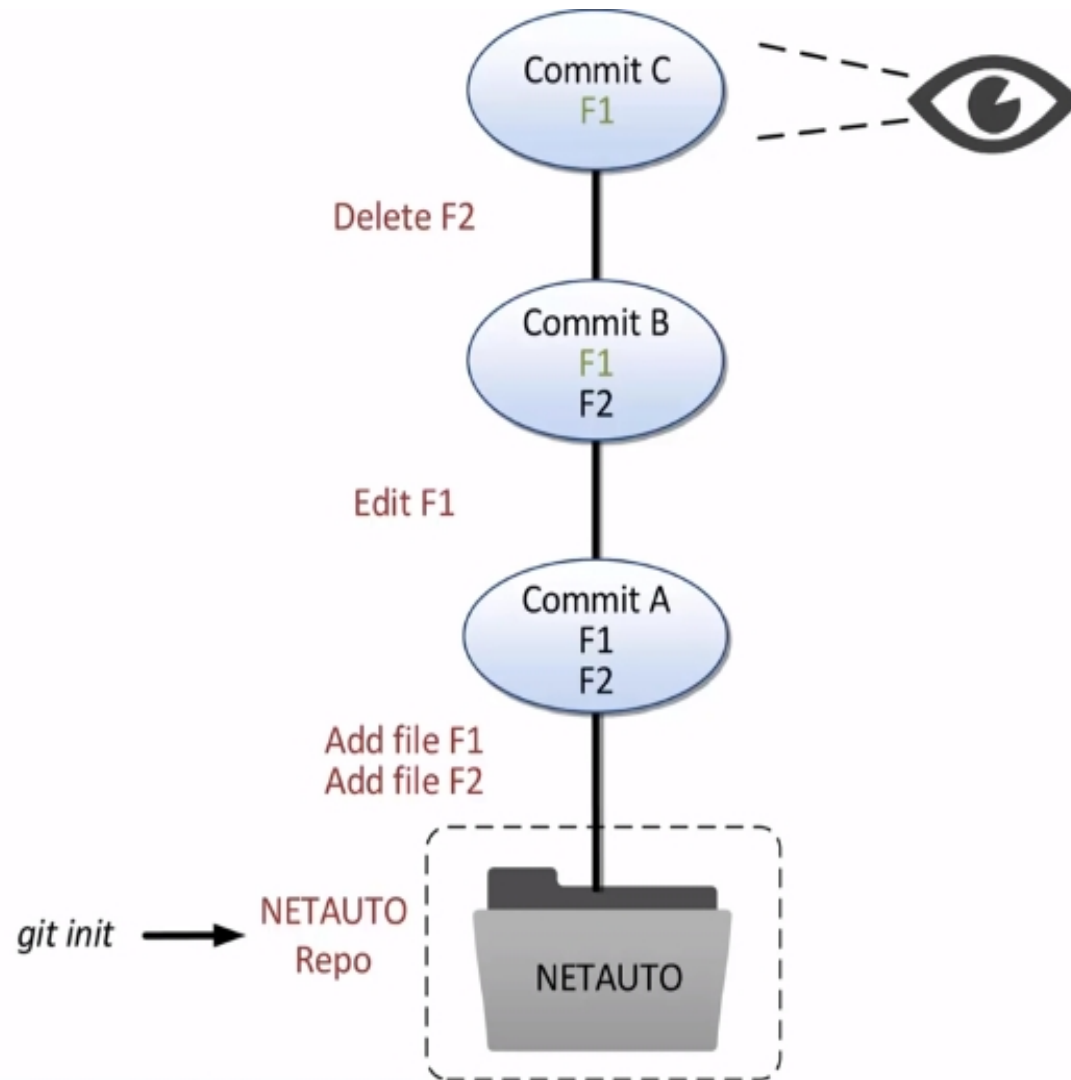 Commit C
F1
Delete F2
Commit B
F1
F2
Edit F1
Commit A
F1
F2
Add file F1
Add file F2
git init
NETAUTO
Repo
NETAUTO